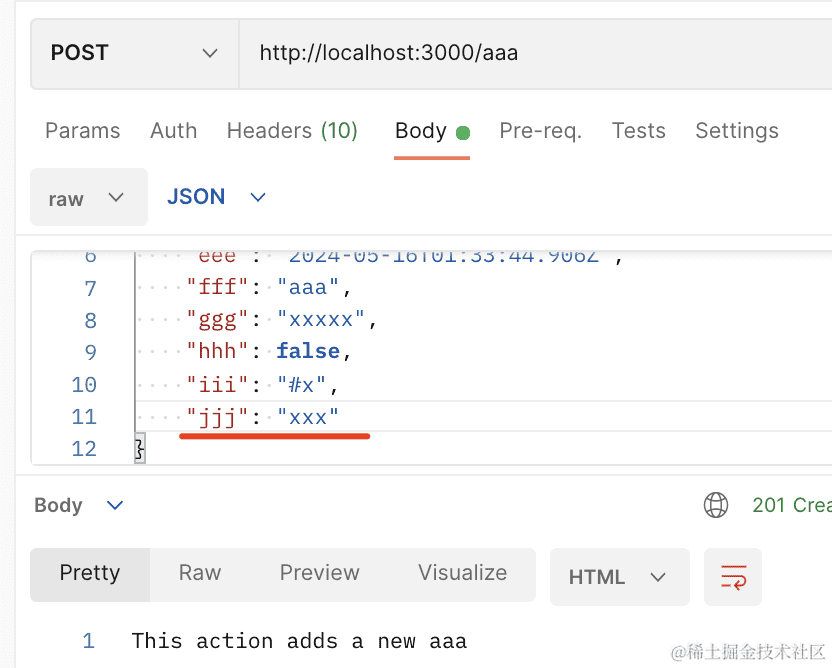 POST http://localhost:3000/aaa
Params Auth Headers (10) Body Pre-req. Tests Settings
raw JSON
6 eee : 2024-05-16T01:33:44.906Z ,
7 "fff": "aaa",
8 "ggg": "xxxxx",
9 "hhh": false,
10 "iii": "#x",
11 "jjj": "xxx"
12 }
Body 201 Crea
Pretty Raw Preview Visualize HTML
1 This action adds a new aaa
@稀土掘金技术社区